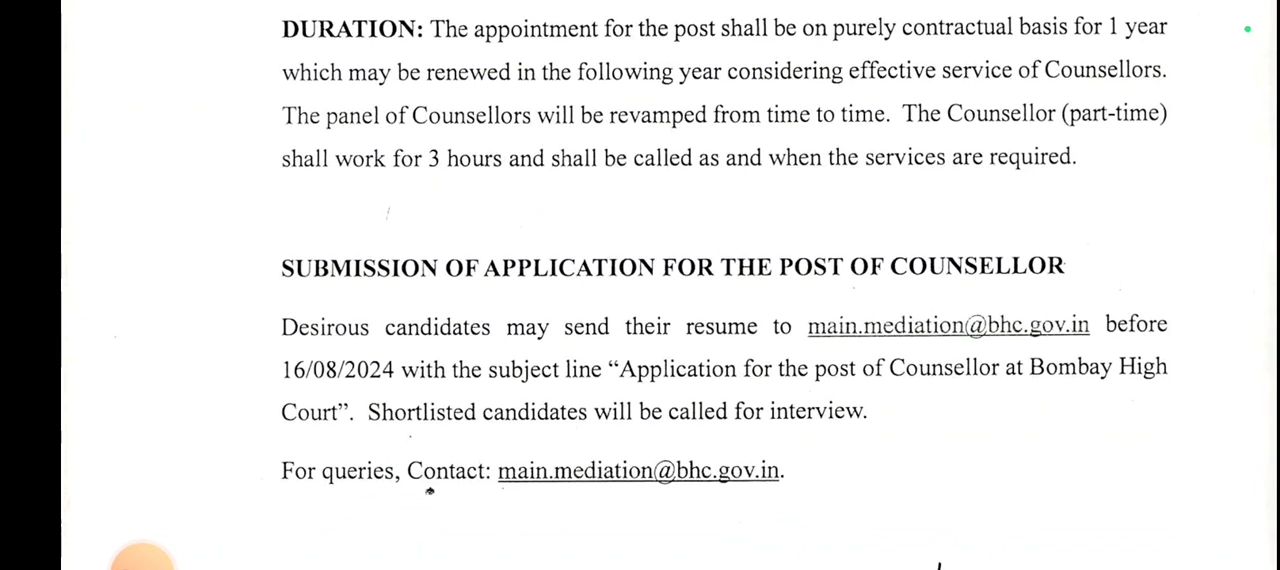 DURATION: The appointment for the post shall be on purely contractual basis for 1 year
which may be renewed in the following year considering effective service of Counsellors.
The panel of Counsellors will be revamped from time to time. The Counsellor (part-time)
shall work for 3 hours and shall be called as and when the services are required.
SUBMISSION OF APPLICATION FOR THE POST OF COUNSELLOR
Desirous candidates may send their resume to main.mediation@bhc.gov.in before
16/08/2024 with the subject line “Application for the post of Counsellor at Bombay High
Court”. Shortlisted candidates will be called for interview.
For queries, Contact: main.mediation@bhc.gov.in.